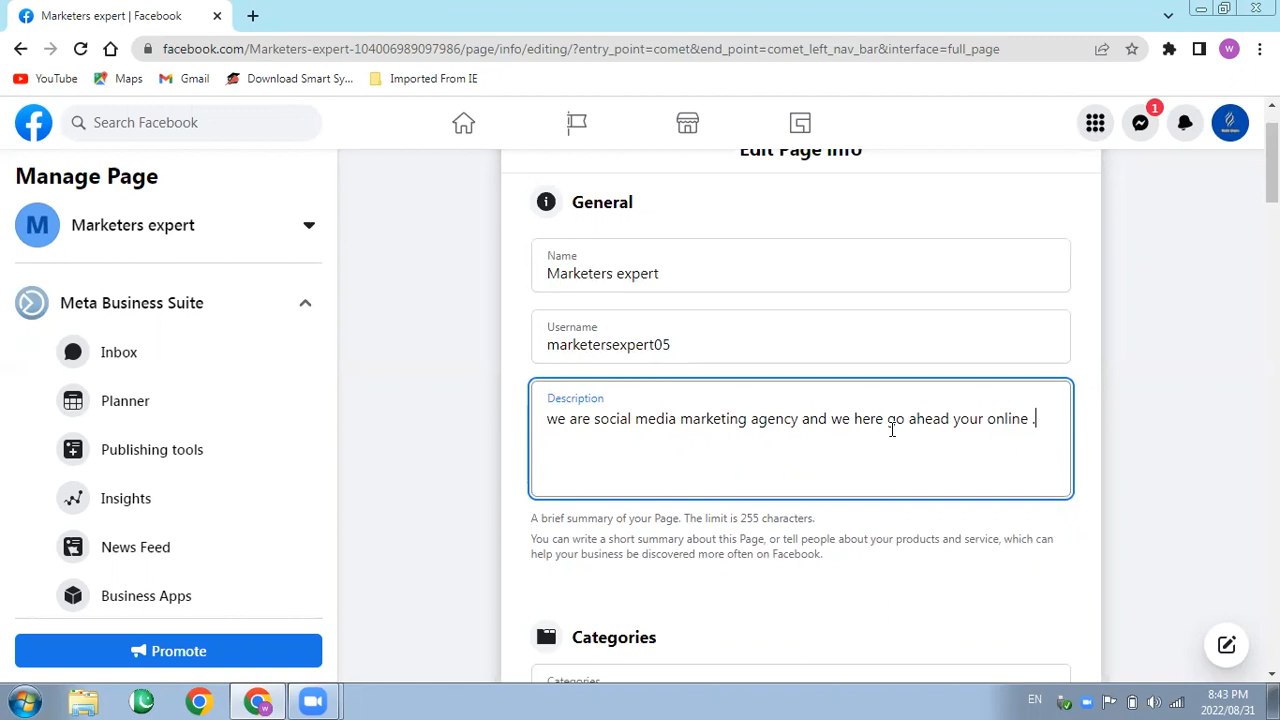 Marketers expert | Facebook
facebook.com/Marketers-expert-104006989097986/page/info/editing/?entry_point=comet&end_point=comet_left_nav_bar&interface=full_page
W
YouTube
Maps
Gmail
Download Smart Sy...
Imported From IE
Search Facebook
1
Manage Page
M
Marketers expert
Meta Business Suite
Inbox
Planner
Publishing tools
Insights
News Feed
Business Apps
Promote
Edit Page Info
General
Name
Marketers expert
Username
marketersexpert05
Description
we are social media marketing agency and we here go ahead your online .
A brief summary of your Page. The limit is 255 characters.
You can write a short summary about this Page, or tell people about your products and service, which can
help your business be discovered more often on Facebook.
Categories
Categories
EN
8:43 PM
2022/08/31